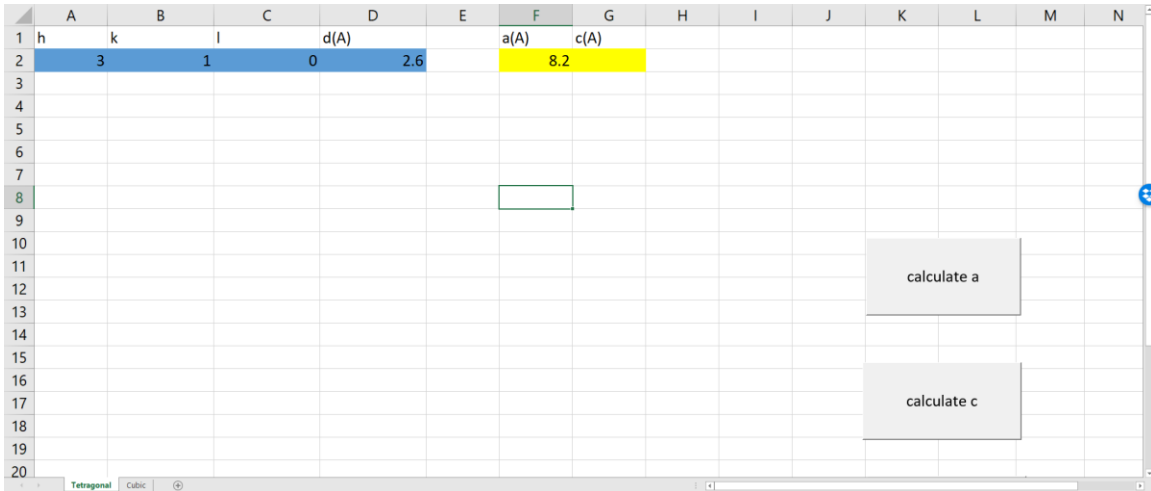 A B C D E F G H I J K L M N
1 h k l d(A) a(A) c(A)
2 3 1 0 2.6 8.2
3
4
5
6
7
8
9
10
11 calculate a
12
13
14
15
16
17 calculate c
18
19
20
Tetragonal Cubic